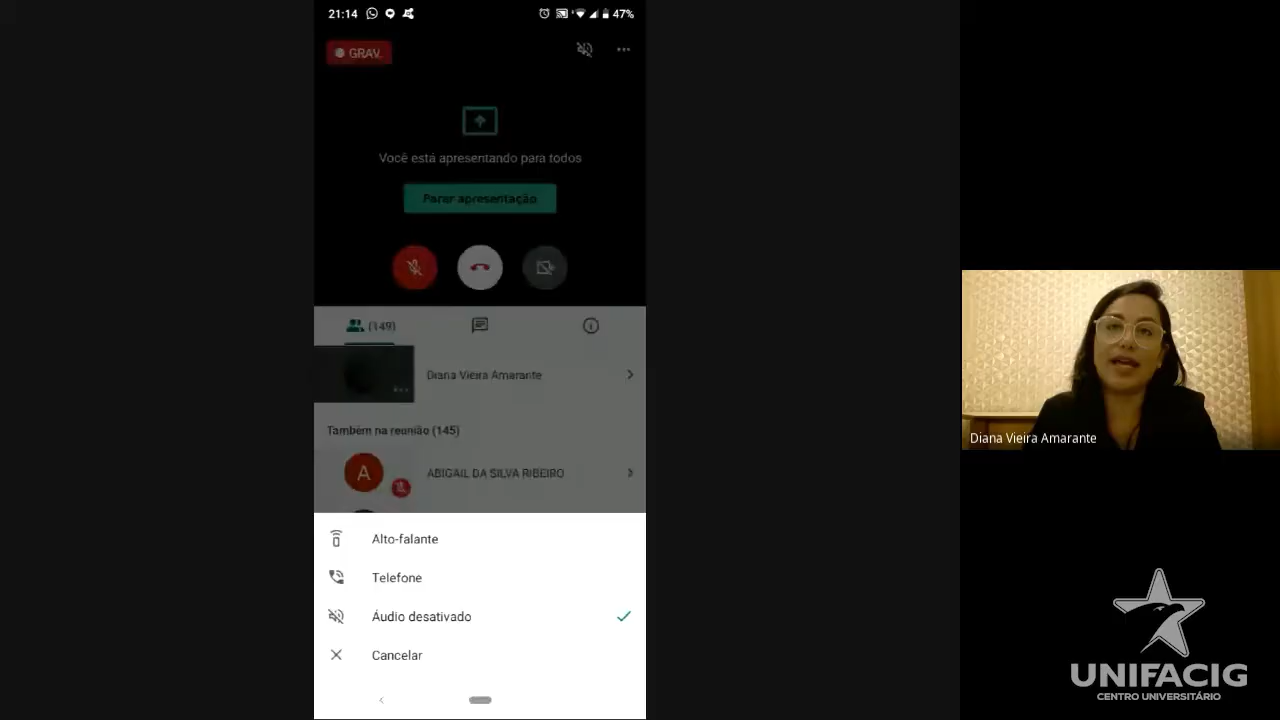 21:14
47%
GRAV.
Você está apresentando para todos
Parar apresentação
(149)
Diana Vieira Amarante
Também na reunião (145)
A
ABIGAIL DA SILVA RIBEIRO
Alto-falante
Telefone
Áudio desativado
Cancelar
Diana Vieira Amarante
UNIFACIG
CENTRO UNIVERSITÁRIO